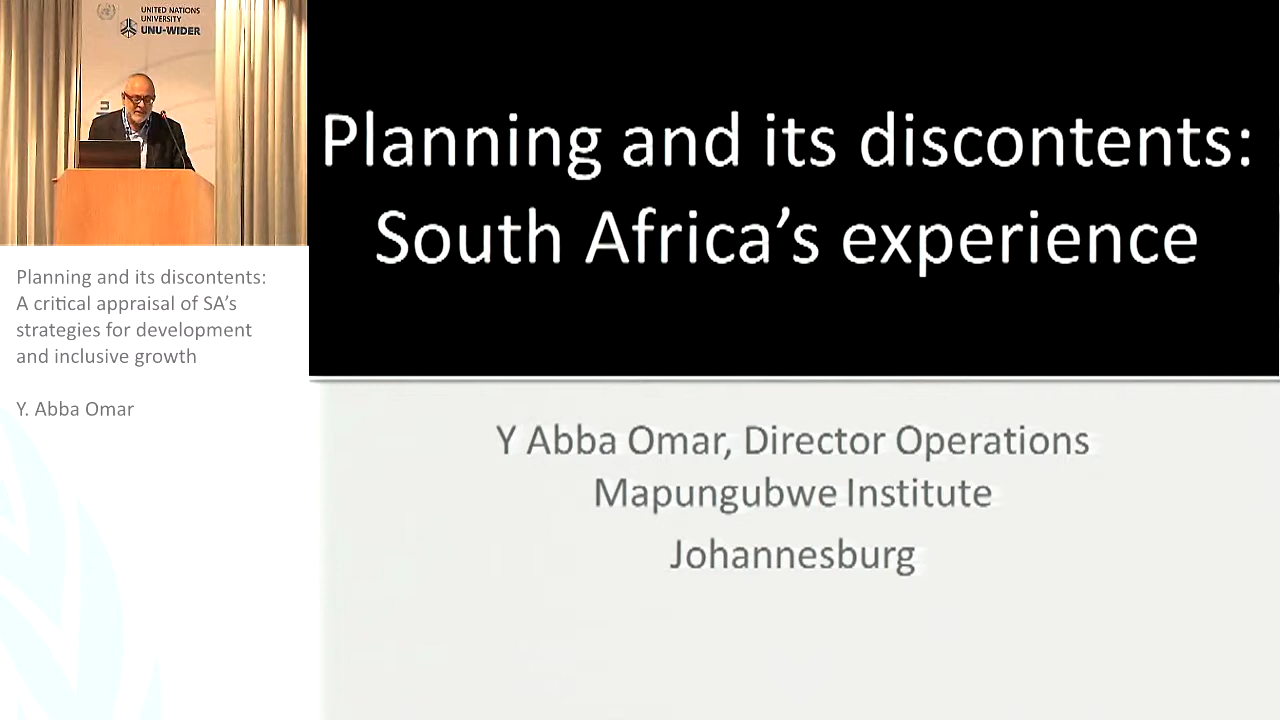 UNITED NATIONS
UNIVERSITY
UNU-WIDER
Planning and its discontents:
A critical appraisal of SA’s
strategies for development
and inclusive growth
Y. Abba Omar
Planning and its discontents:
South Africa’s experience
Y Abba Omar, Director Operations
Mapungubwe Institute
Johannesburg